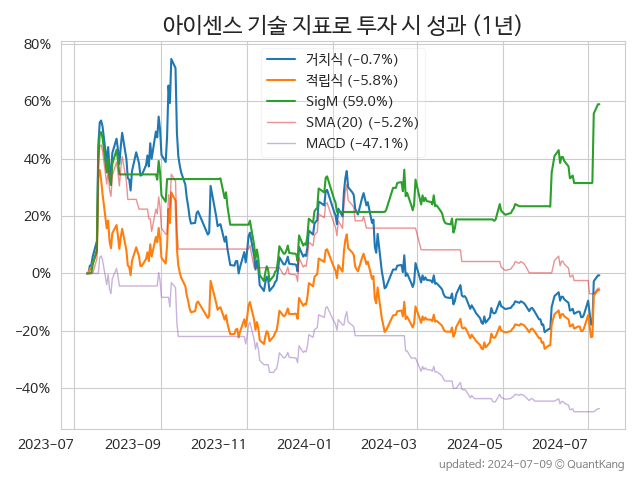 아이센스 기술 지표로 투자 시 성과 (1년)
80%
60%
40%
20%
0%
−20%
−40%
거치식 (−0.7%)
적립식 (−5.8%)
SigM (59.0%)
SMA(20) (−5.2%)
MACD (−47.1%)
2023-07
2023-09
2023-11
2024-01
2024-03
2024-05
2024-07
updated: 2024-07-09 ⓒ QuantKang